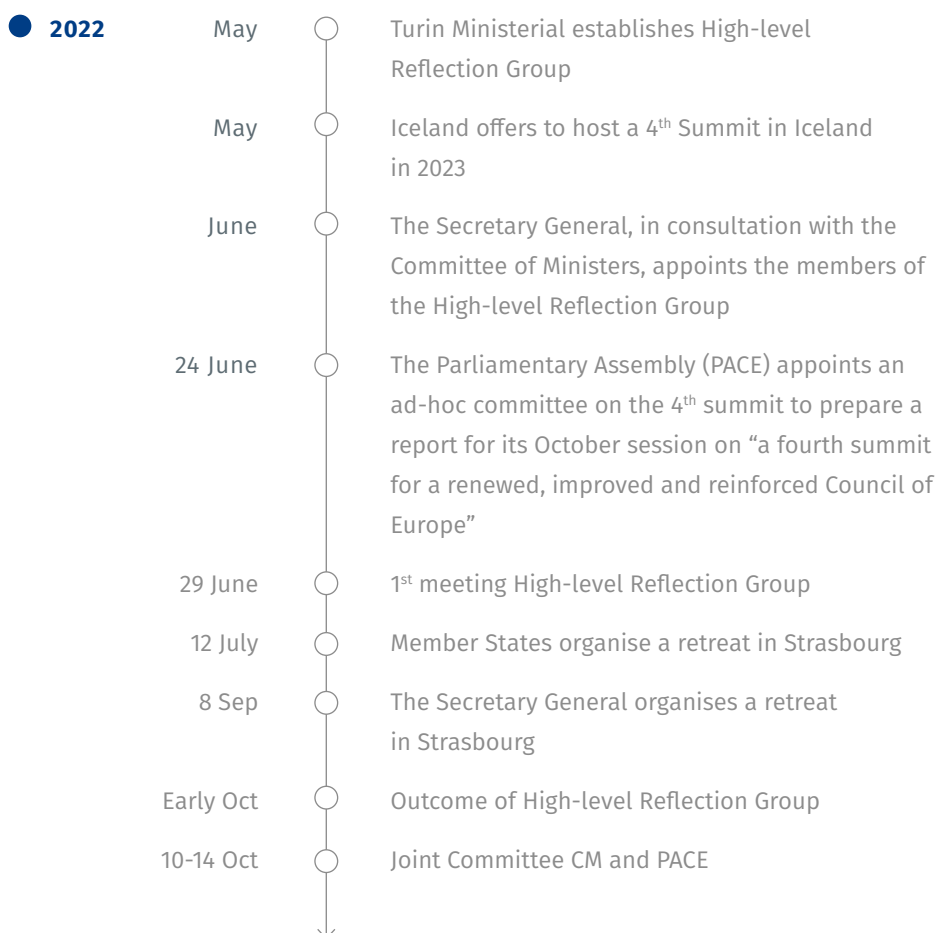 2022 May Turin Ministerial establishes High-level
Reflection Group
May Iceland offers to host a 4th Summit in Iceland
in 2023
June The Secretary General, in consultation with the
Committee of Ministers, appoints the members of
the High-level Reflection Group
24 June The Parliamentary Assembly (PACE) appoints an
ad-hoc committee on the 4th summit to prepare a
report for its October session on “a fourth summit
for a renewed, improved and reinforced Council of
Europe”
29 June 1st meeting High-level Reflection Group
12 July Member States organise a retreat in Strasbourg
8 Sep The Secretary General organises a retreat
in Strasbourg
Early Oct Outcome of High-level Reflection Group
10-14 Oct Joint Committee CM and PACE